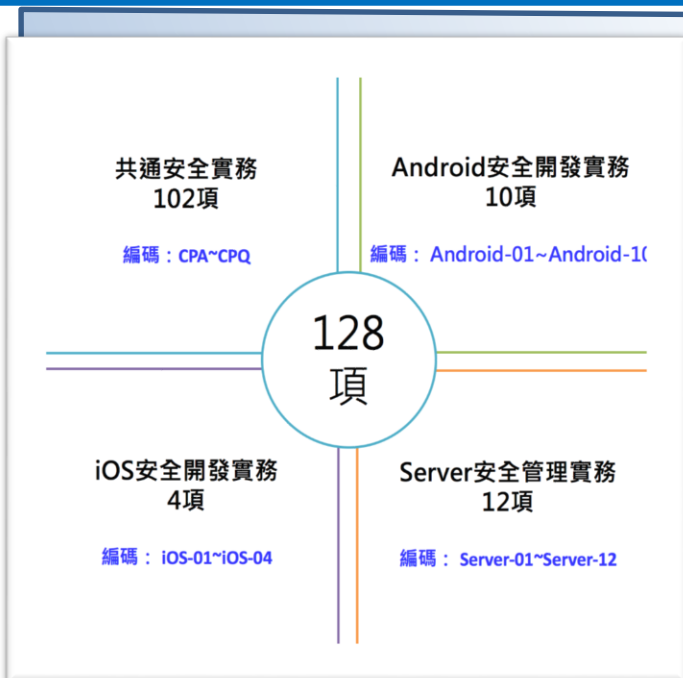 共通安全實務
102項
編碼：CPA~CPQ
Android安全開發實務
10項
編碼： Android-01~Android-10
128
項
iOS安全開發實務
4項
編碼： iOS-01~iOS-04
Server安全管理實務
12項
編碼： Server-01~Server-12